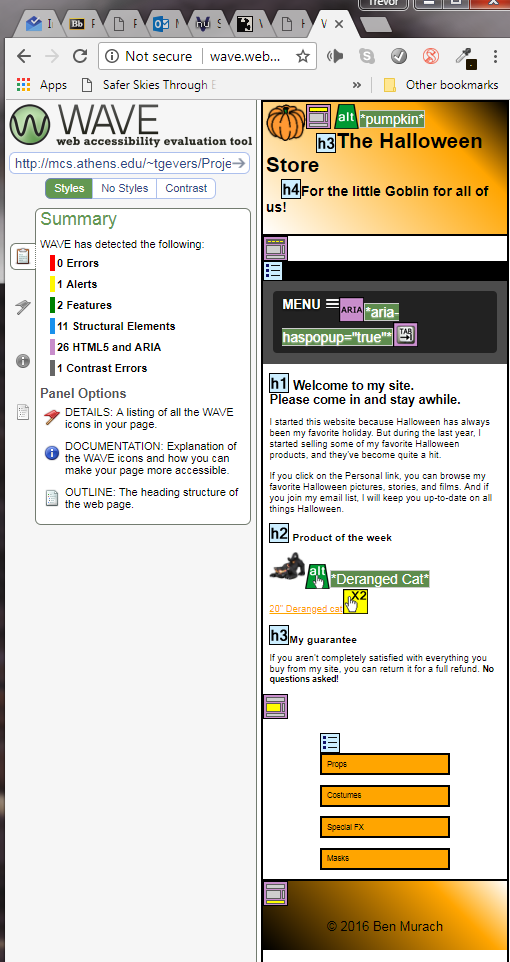 Trevor
Not secure | wave.web...
Apps
Safer Skies Through E
»
Other bookmarks
WAVE
web accessibility evaluation tool
http://mcs.athens.edu/~tgevers/Proje
Styles
No Styles
Contrast
Summary
WAVE has detected the following:
0 Errors
1 Alerts
2 Features
11 Structural Elements
26 HTML5 and ARIA
1 Contrast Errors
Panel Options
DETAILS: A listing of all the WAVE
icons in your page.
DOCUMENTATION: Explanation of
the WAVE icons and how you can
make your page more accessible.
OUTLINE: The heading structure of
the web page.
alt *pumpkin*
h3 The Halloween
Store
h4 For the little Goblin for all of
us!
MENU ARIA *aria-
haspopup="true"* TAB
h1 Welcome to my site.
Please come in and stay awhile.
I started this website because Halloween has always
been my favorite holiday. But during the last year, I
started selling some of my favorite Halloween
products, and they've become quite a hit.
If you click on the Personal link, you can browse my
favorite Halloween pictures, stories, and films. And if
you join my email list, I will keep you up-to-date on all
things Halloween.
h2 Product of the week
alt *Deranged Cat*
20" Deranged cat X2
h3 My guarantee
If you aren't completely satisfied with everything you
buy from my site, you can return it for a full refund. No
questions asked!
Props
Costumes
Special FX
Masks
© 2016 Ben Murach